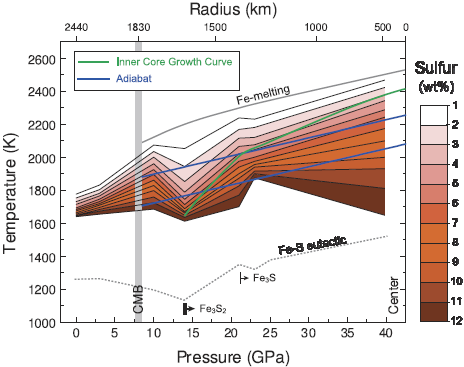 Radius (km)
2440 1830 1500 1000 500 0
Inner Core Growth Curve
Adiabat
Fe-melting
Sulfur
(wt%)
1
2
3
4
5
6
7
8
9
10
11
12
2600
2400
2200
2000
1800
1600
1400
1200
1000
Temperature (K)
Fe-S eutectic
Fe₃S
Fe₃S₂
CMB
Center
0 5 10 15 20 25 30 35 40
Pressure (GPa)